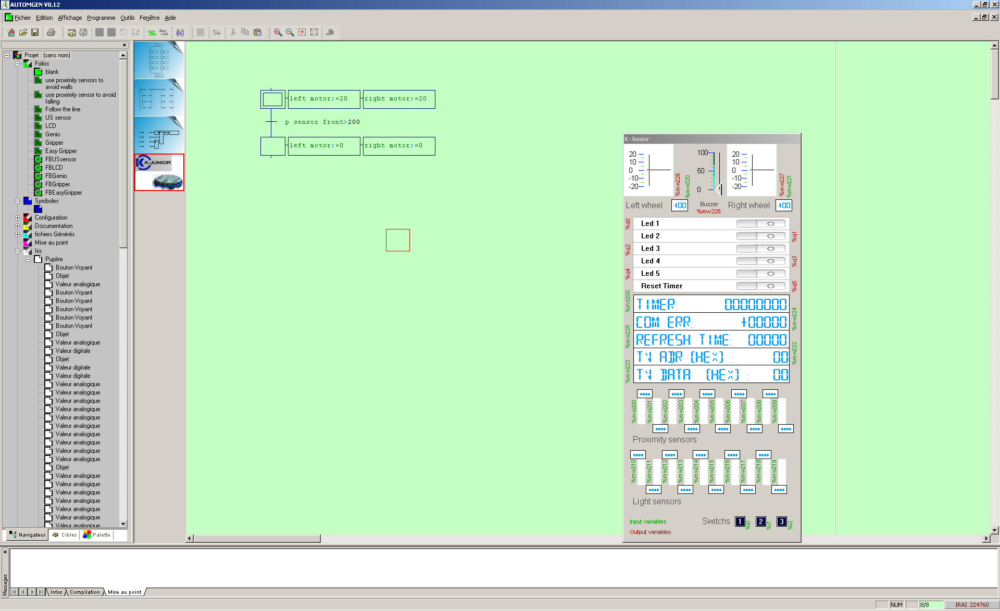 AUTOMGEN V8.12
Fichier Edition Affichage Programme Outils Fenêtre Aide
Projet : (sans nom)
Folios
blank
use proximity sensors to
avoid walls
use proximity sensor to avoid
falling
Follow the line
US sensor
LCD
Genio
Gripper
Easy Gripper
FBUSsensor
FBLCD
FBGenio
FBGripper
FBEasyGripper
Symboles
Configuration
Documentation
fichiers Générés
Mise au point
Iris
Pupitre
Bouton Voyant
Objet
Valeur analogique
Bouton Voyant
Bouton Voyant
Bouton Voyant
Bouton Voyant
Bouton Voyant
Objet
Valeur analogique
Valeur digitale
Objet
Valeur digitale
Valeur digitale
Valeur analogique
Valeur analogique
Valeur analogique
Valeur analogique
Valeur analogique
Valeur analogique
Valeur analogique
Valeur analogique
Valeur analogique
Valeur analogique
Objet
Valeur analogique
Valeur analogique
Valeur analogique
Valeur analogique
Valeur analogique
Valeur analogique
Valeur analogique
Navigateur Cibles Palette
K-JUNIOR
left motor:=20 right motor:=20
p sensor front>200
left motor:=0 right motor:=0
K-Junior
20
10
0
-10
-20
%mw226
%mw220
100
50
0
20
10
0
-10
-20
%mw227
%mw221
Left wheel +00 Buzzer Right wheel +00
%mw228
%q0 Led 1
Led 2 %q1
%q2 Led 3
Led 4 %q3
%q4 Led 5
Reset Timer %q5
%md200 TIMER: 00000000
COM ERR: +00000 %mw224
%mw225 REFRESH TIME: 00000
TV ADR (HEX) : 00 %mw222
%mw223 TV DATA (HEX) : 00
%mw200 %mw201 %mw202 %mw203 %mw204 %mw205 %mw206 %mw207 %mw208 %mw209
Proximity sensors
%mw210 %mw211 %mw212 %mw213 %mw214 %mw215 %mw216 %mw217 %mw218 %mw219
Light sensors
Input variables
Output variables
Switchs 1 %i0 2 %i1 3 %i2
Messages
Infos Compilation Mise au point
NUM 8/8 IRAI 224760